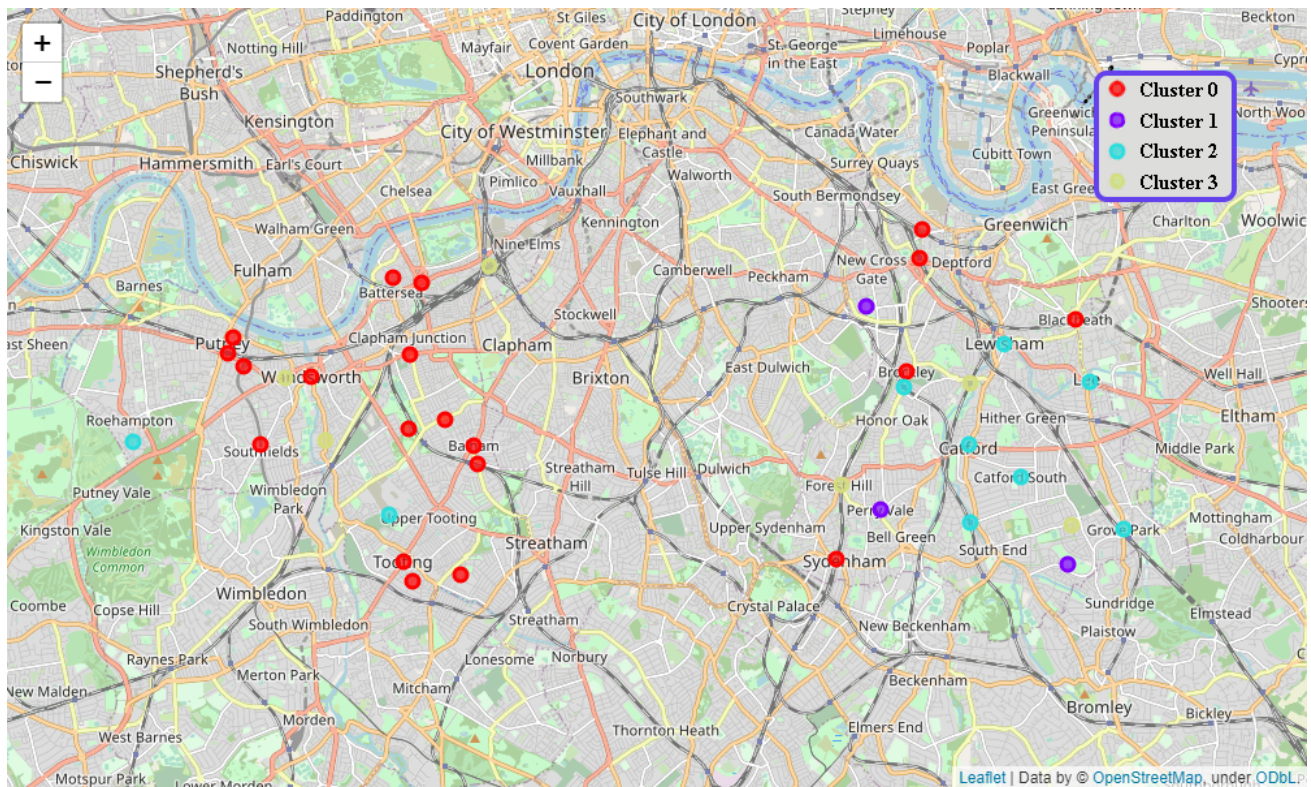 Paddington
St Giles
City of London
Stepney
Beckton
+
Notting Hill
Mayfair
Covent Garden
St. George
in the East
Limehouse
Poplar
−
Shepherd's
Bush
London
Blackwall
Cluster 0
Southwark
Kensington
City of Westminster
Elephant and
Castle
Canada Water
Cluster 1
North Woo
Chiswick
Hammersmith
Earl's Court
Millbank
Surrey Quays
Cubitt Town
Cluster 2
Pimlico
Walworth
Chelsea
Vauxhall
South Bermondsey
East Gre
Cluster 3
Walham Green
Kennington
Greenwich
Charlton
Woolwic
Nine Elms
Fulham
Camberwell
Peckham
New Cross
Gate
Deptford
Barnes
Battersea
Stockwell
Shooters
ast Sheen
Putney
Clapham Junction
Clapham
Blackheath
Lewisham
Wandsworth
Brixton
East Dulwich
Brockley
Lee
Well Hall
Roehampton
Honor Oak
Hither Green
Eltham
Southfields
Balham
Catford
Middle Park
Putney Vale
Wimbledon
Park
Streatham
Hill
Tulse Hill
Dulwich
Forest Hill
Catford South
Kingston Vale
Upper Tooting
Upper Sydenham
Perry Vale
Bell Green
Grove Park
Mottingham
Coldharbour
Wimbledon
Common
Streatham
South End
Tooting
Sydenham
Coombe
Copse Hill
Wimbledon
Crystal Palace
Sundridge
Elmstead
South Wimbledon
Streatham
New Beckenham
Plaistow
Raynes Park
Merton Park
Lonesome
Norbury
New Malden
Mitcham
Beckenham
Morden
Bromley
Bickley
West Barnes
Thornton Heath
Elmers End
Motspur Park
Lower Morden
Leaflet | Data by © OpenStreetMap, under ODbL.